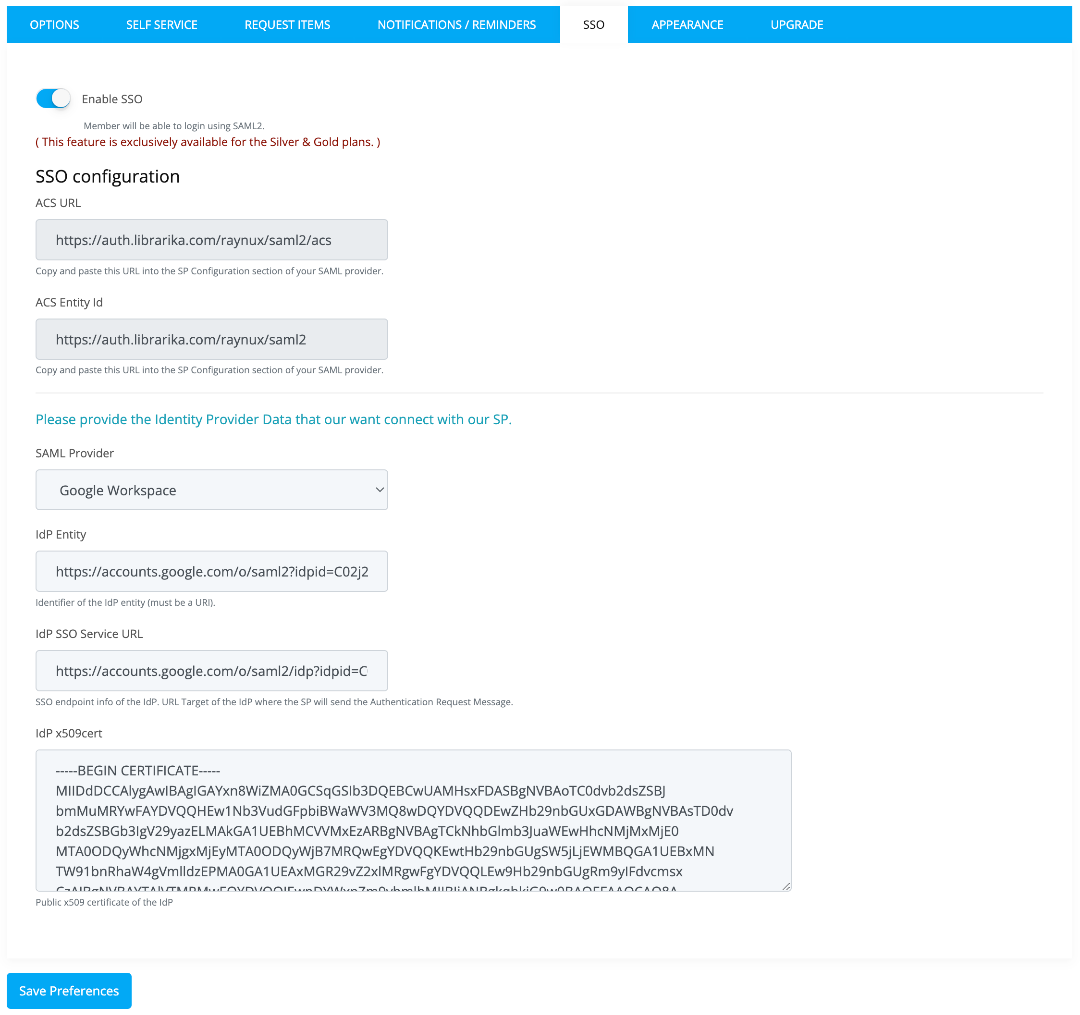 OPTIONS SELF SERVICE REQUEST ITEMS NOTIFICATIONS / REMINDERS SSO APPEARANCE UPGRADE
Enable SSO
Member will be able to login using SAML2.
( This feature is exclusively available for the Silver & Gold plans. )
SSO configuration
ACS URL
https://auth.librarika.com/raynux/saml2/acs
Copy and paste this URL into the SP Configuration section of your SAML provider.
ACS Entity Id
https://auth.librarika.com/raynux/saml2
Copy and paste this URL into the SP Configuration section of your SAML provider.
Please provide the Identity Provider Data that our want connect with our SP.
SAML Provider
Google Workspace
IdP Entity
https://accounts.google.com/o/saml2?idpid=C02j2
Identifier of the IdP entity (must be a URI).
IdP SSO Service URL
https://accounts.google.com/o/saml2/idp?idpid=C
SSO endpoint info of the IdP. URL Target of the IdP where the SP will send the Authentication Request Message.
IdP x509cert
-----BEGIN CERTIFICATE-----
MIIDdDCCAlygAwIBAgIGAYxn8WiZMA0GCSqGSIb3DQEBCwUAMHsxFDASBgNVBAoTC0dvb2dsZSBJ
bmMuMRYwFAYDVQQHEw1Nb3VudGFpbiBWaWV3MQ8wDQYDVQQDEwZHb29nbGUxGDAWBgNVBAsTD0dv
b2dsZSBGb3IgV29yazELMAkGA1UEBhMCVVMxEzARBgNVBAgTCkNhbGlmb3JuaWEwHhcNMjMxMjE0
MTA0ODQyWhcNMjgxMjEyMTA0ODQyWjB7MRQwEgYDVQQKEwtHb29nbGUgSW5jLjEWMBQGA1UEBxMN
TW91bnRhaW4gVmlldzEPMA0GA1UEAxMGR29vZ2xlMRgwFgYDVQQLEw9Hb29nbGUgRm9yIFdvcmsx
Public x509 certificate of the IdP
Save Preferences